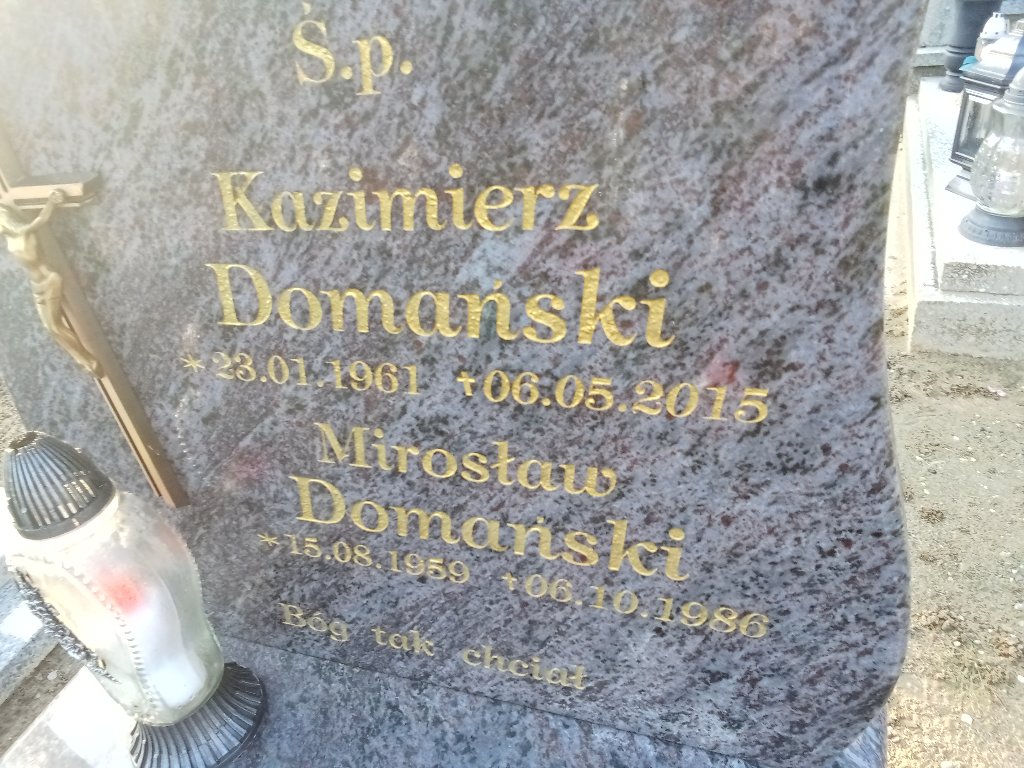 Ś.p.
Kazimierz
Domański
*23.01.1961 ✝06.05.2015
Mirosław
Domański
*15.08.1959 ✝06.10.1986
Bóg tak chciał